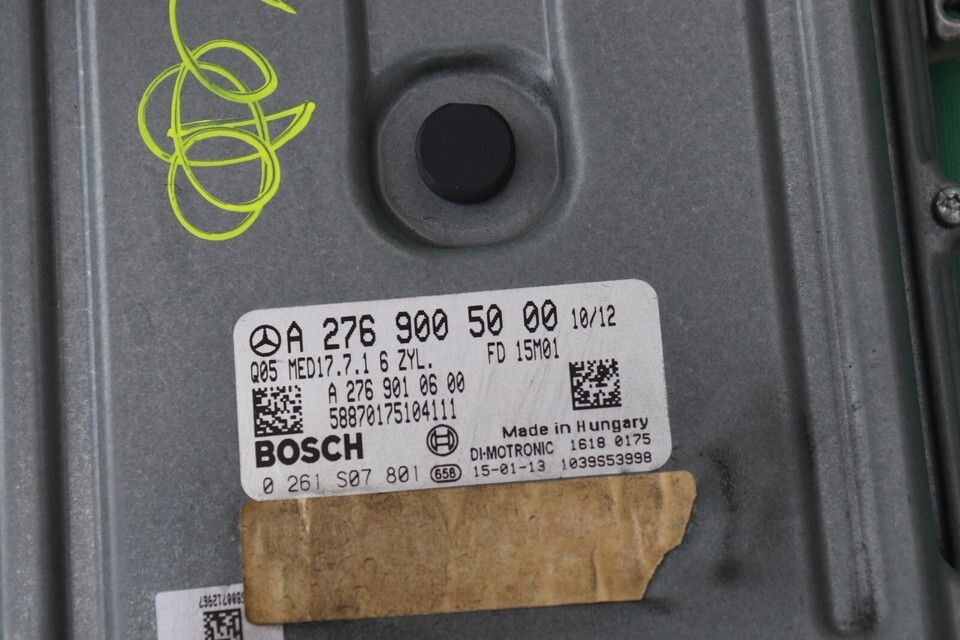 A 276 900 50 00 10/12
Q05 MED17.7.1 6 ZYL. FD 15M01
A 276 901 06 00
58870175104111
Made in Hungary
BOSCH DI-MOTRONIC 1618 0175
0 261 S07 801 658 15-01-13 1039S53998